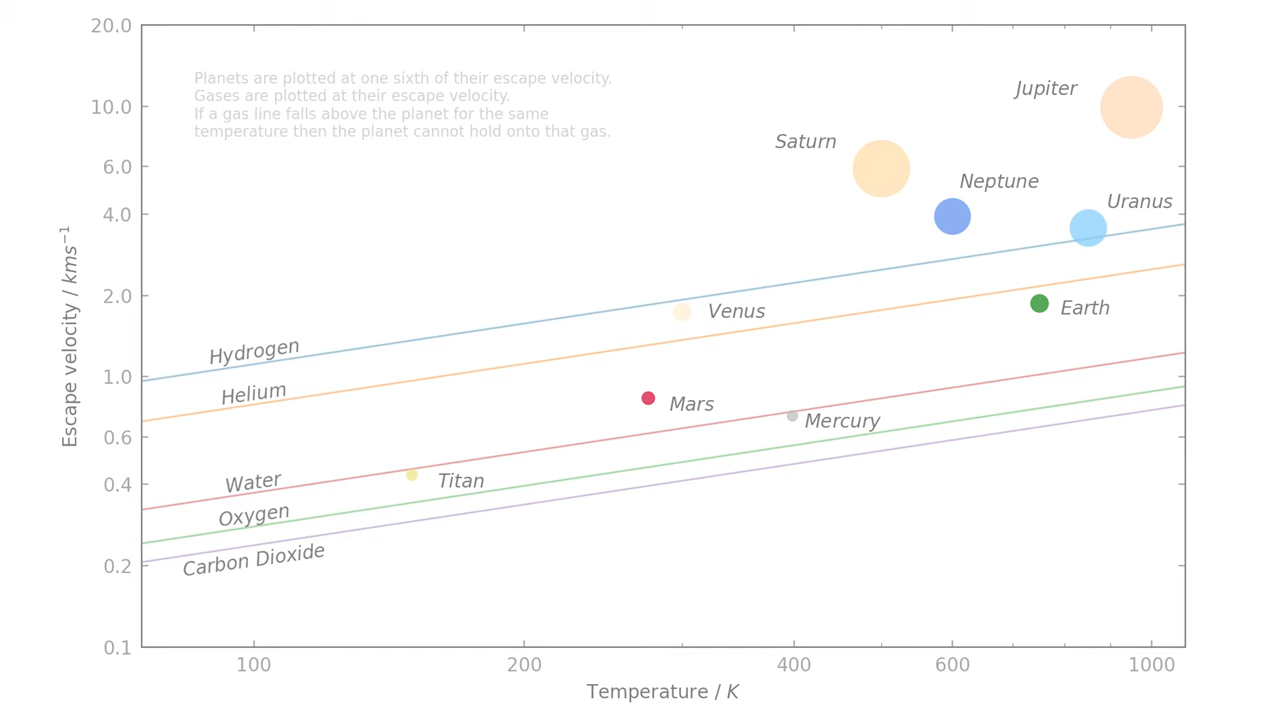 20.0
10.0
6.0
4.0
2.0
1.0
0.6
0.4
0.2
0.1
Escape velocity / kms⁻¹
Planets are plotted at one sixth of their escape velocity.
Gases are plotted at their escape velocity.
If a gas line falls above the planet for the same
temperature then the planet cannot hold onto that gas.
Jupiter
Saturn
Neptune
Uranus
Venus
Earth
Hydrogen
Helium
Mars
Mercury
Water
Titan
Oxygen
Carbon Dioxide
100
200
400
600
1000
Temperature / K